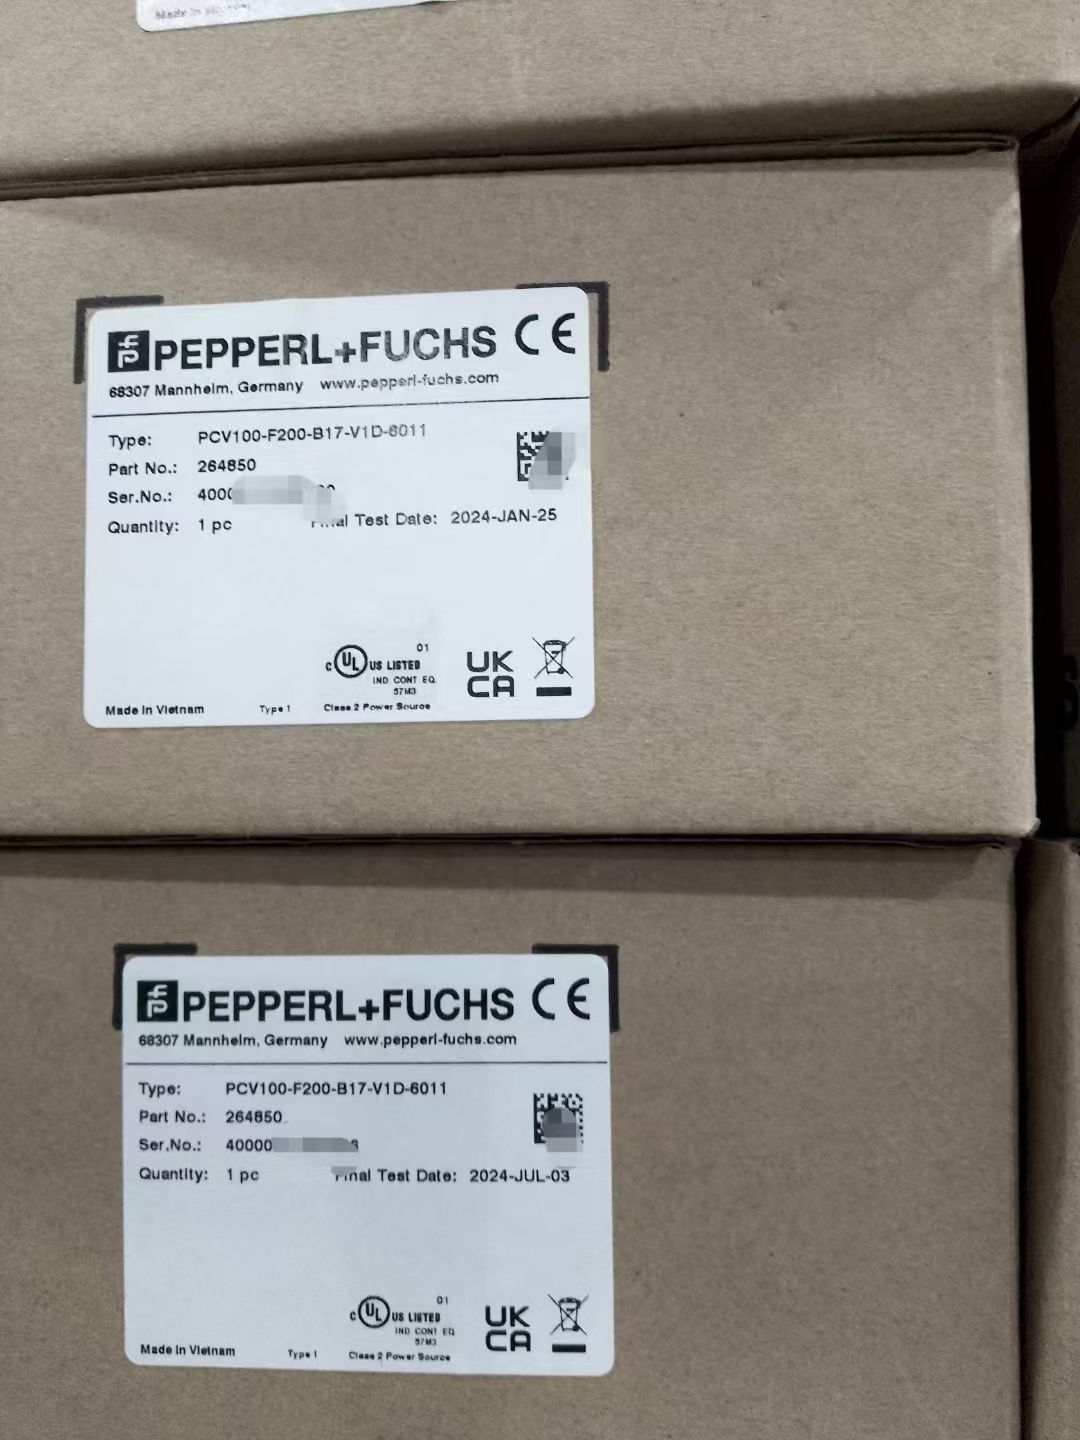 Made in
PEPPERL+FUCHS CE
68307 Mannheim, Germany www.pepperl-fuchs.com
Type: PCV100-F200-B17-V1D-6011
Part No.: 264850
Ser.No.: 4000
Quantity: 1 pc Final Test Date: 2024-JAN-25
C UL US LISTED 01
IND CONT EQ
57M3
UK
CA
Made in Vietnam Type 1 Class 2 Power Source
PEPPERL+FUCHS CE
68307 Mannheim, Germany www.pepperl-fuchs.com
Type: PCV100-F200-B17-V1D-6011
Part No.: 264850
Ser.No.: 40000
Quantity: 1 pc Final Test Date: 2024-JUL-03
C UL US LISTED 01
IND CONT EQ
57M3
UK
CA
Made in Vietnam Type 1 Class 2 Power Source